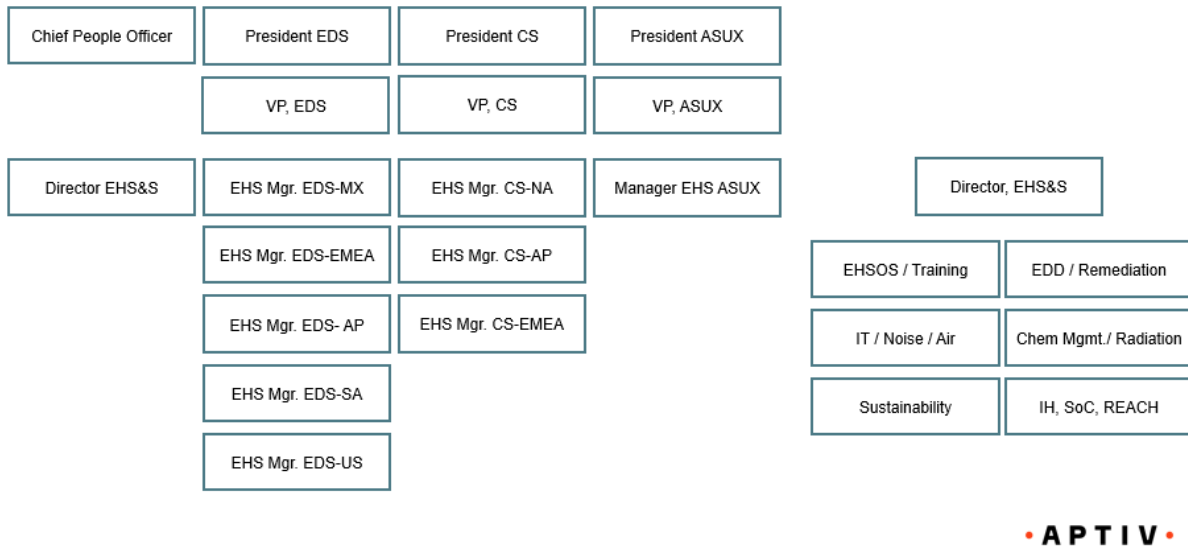 Chief People Officer
President EDS
President CS
President ASUX
VP, EDS
VP, CS
VP, ASUX
Director EHS&S
EHS Mgr. EDS-MX
EHS Mgr. CS-NA
Manager EHS ASUX
Director, EHS&S
EHS Mgr. EDS-EMEA
EHS Mgr. CS-AP
EHSOS / Training
EDD / Remediation
EHS Mgr. EDS- AP
EHS Mgr. CS-EMEA
IT / Noise / Air
Chem Mgmt./ Radiation
EHS Mgr. EDS-SA
Sustainability
IH, SoC, REACH
EHS Mgr. EDS-US
• A P T I V •